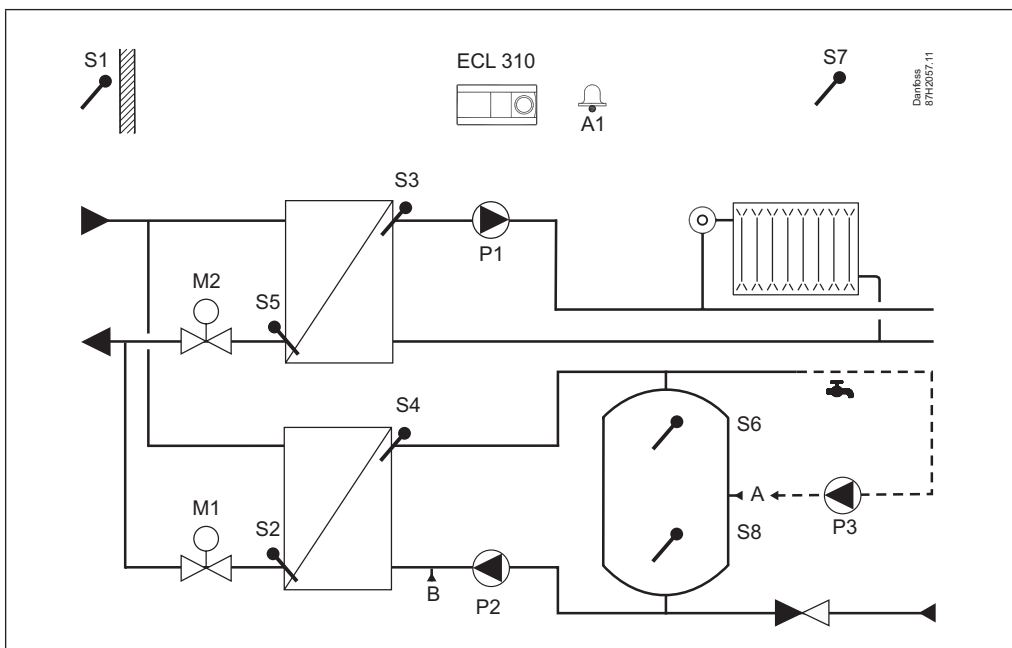 S1
ECL 310
S7
Danfoss
87H2057.11
A1
S3
P1
M2
S5
S4
S6
A
M1
S2
S8
P3
B
P2